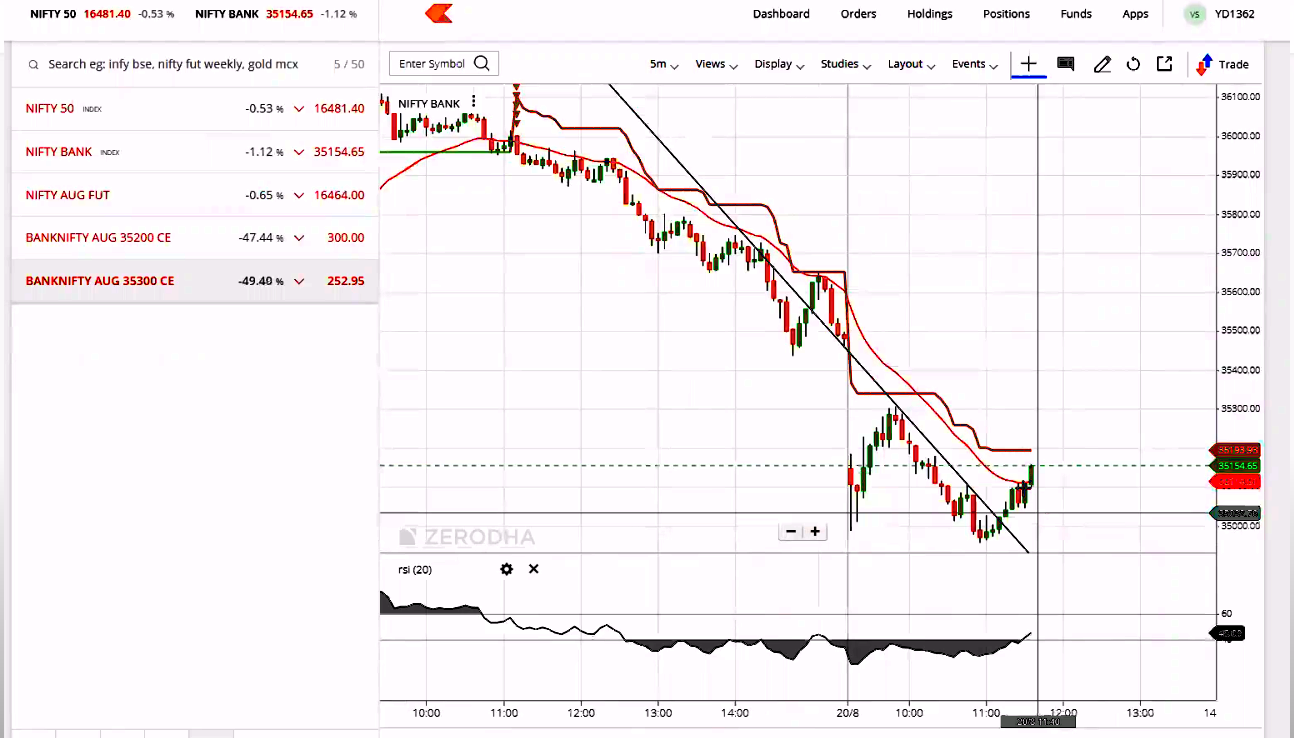 NIFTY 50 16481.40 -0.53 % NIFTY BANK 35154.65 -1.12 % Dashboard Orders Holdings Positions Funds Apps VS YD1362
Search eg: infy bse, nifty fut weekly, gold mcx 5 / 50 Enter Symbol 5m Views Display Studies Layout Events Trade
NIFTY 50 INDEX -0.53 % 16481.40
NIFTY BANK INDEX -1.12 % 35154.65
NIFTY AUG FUT -0.65 % 16464.00
BANKNIFTY AUG 35200 CE -47.44 % 300.00
BANKNIFTY AUG 35300 CE -49.40 % 252.95
NIFTY BANK
36100.00
36000.00
35900.00
35800.00
35700.00
35600.00
35500.00
35400.00
35300.00
35154.65
35000.00
ZERODHA
rsi (20)
60
10:00 11:00 12:00 13:00 14:00 20/8 10:00 11:00 12:00 13:00 14
20/8 11:40